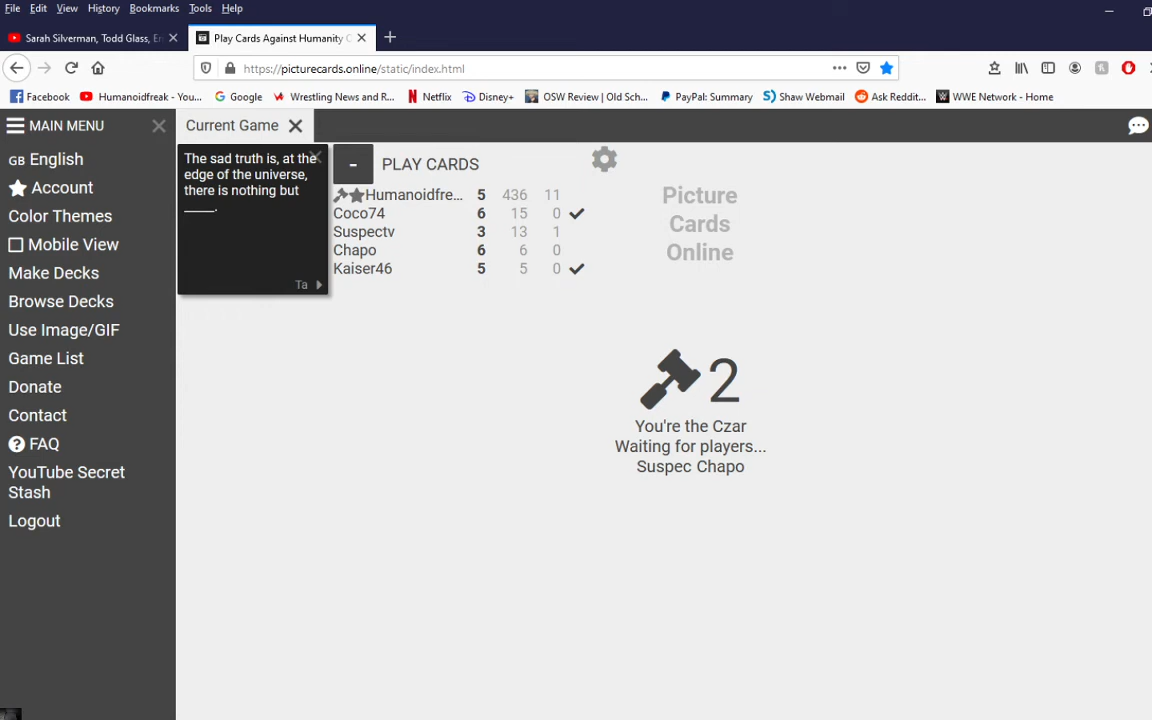 File Edit View History Bookmarks Tools Help
Sarah Silverman, Todd Glass, Er
Play Cards Against Humanity
https://picturecards.online/static/index.html
Facebook Humanoidfreak - You... Google Wrestling News and R... Netflix Disney+ OSW Review | Old Sch... PayPal: Summary Shaw Webmail Ask Reddit... WWE Network - Home
MAIN MENU
Current Game
GB English
Account
Color Themes
Mobile View
Make Decks
Browse Decks
Use Image/GIF
Game List
Donate
Contact
FAQ
YouTube Secret
Stash
Logout
The sad truth is, at the
edge of the universe,
there is nothing but
_____.
Ta
- PLAY CARDS
Humanoidfre... 5 436 11
Coco74 6 15 0
Suspectv 3 13 1
Chapo 6 6 0
Kaiser46 5 5 0
Picture
Cards
Online
2
You're the Czar
Waiting for players...
Suspec Chapo